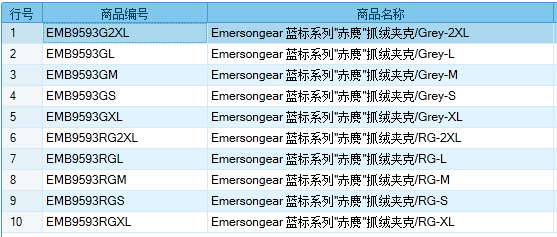 行号 商品编号 商品名称
1 EMB9593G2XL Emersongear 蓝标系列"赤麂"抓绒夹克/Grey-2XL
2 EMB9593GL Emersongear 蓝标系列"赤麂"抓绒夹克/Grey-L
3 EMB9593GM Emersongear 蓝标系列"赤麂"抓绒夹克/Grey-M
4 EMB9593GS Emersongear 蓝标系列"赤麂"抓绒夹克/Grey-S
5 EMB9593GXL Emersongear 蓝标系列"赤麂"抓绒夹克/Grey-XL
6 EMB9593RG2XL Emersongear 蓝标系列"赤麂"抓绒夹克/RG-2XL
7 EMB9593RGL Emersongear 蓝标系列"赤麂"抓绒夹克/RG-L
8 EMB9593RGM Emersongear 蓝标系列"赤麂"抓绒夹克/RG-M
9 EMB9593RGS Emersongear 蓝标系列"赤麂"抓绒夹克/RG-S
10 EMB9593RGXL Emersongear 蓝标系列"赤麂"抓绒夹克/RG-XL